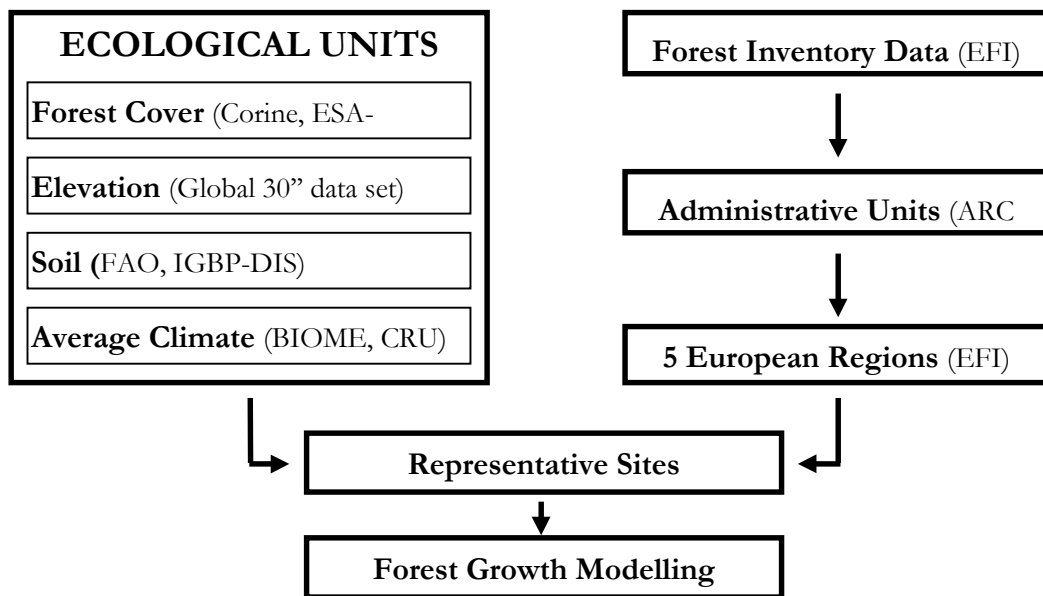 ECOLOGICAL UNITS
Forest Cover (Corine, ESA-
Elevation (Global 30” data set)
Soil (FAO, IGBP-DIS)
Average Climate (BIOME, CRU)
Forest Inventory Data (EFI)
Administrative Units (ARC
5 European Regions (EFI)
Representative Sites
Forest Growth Modelling